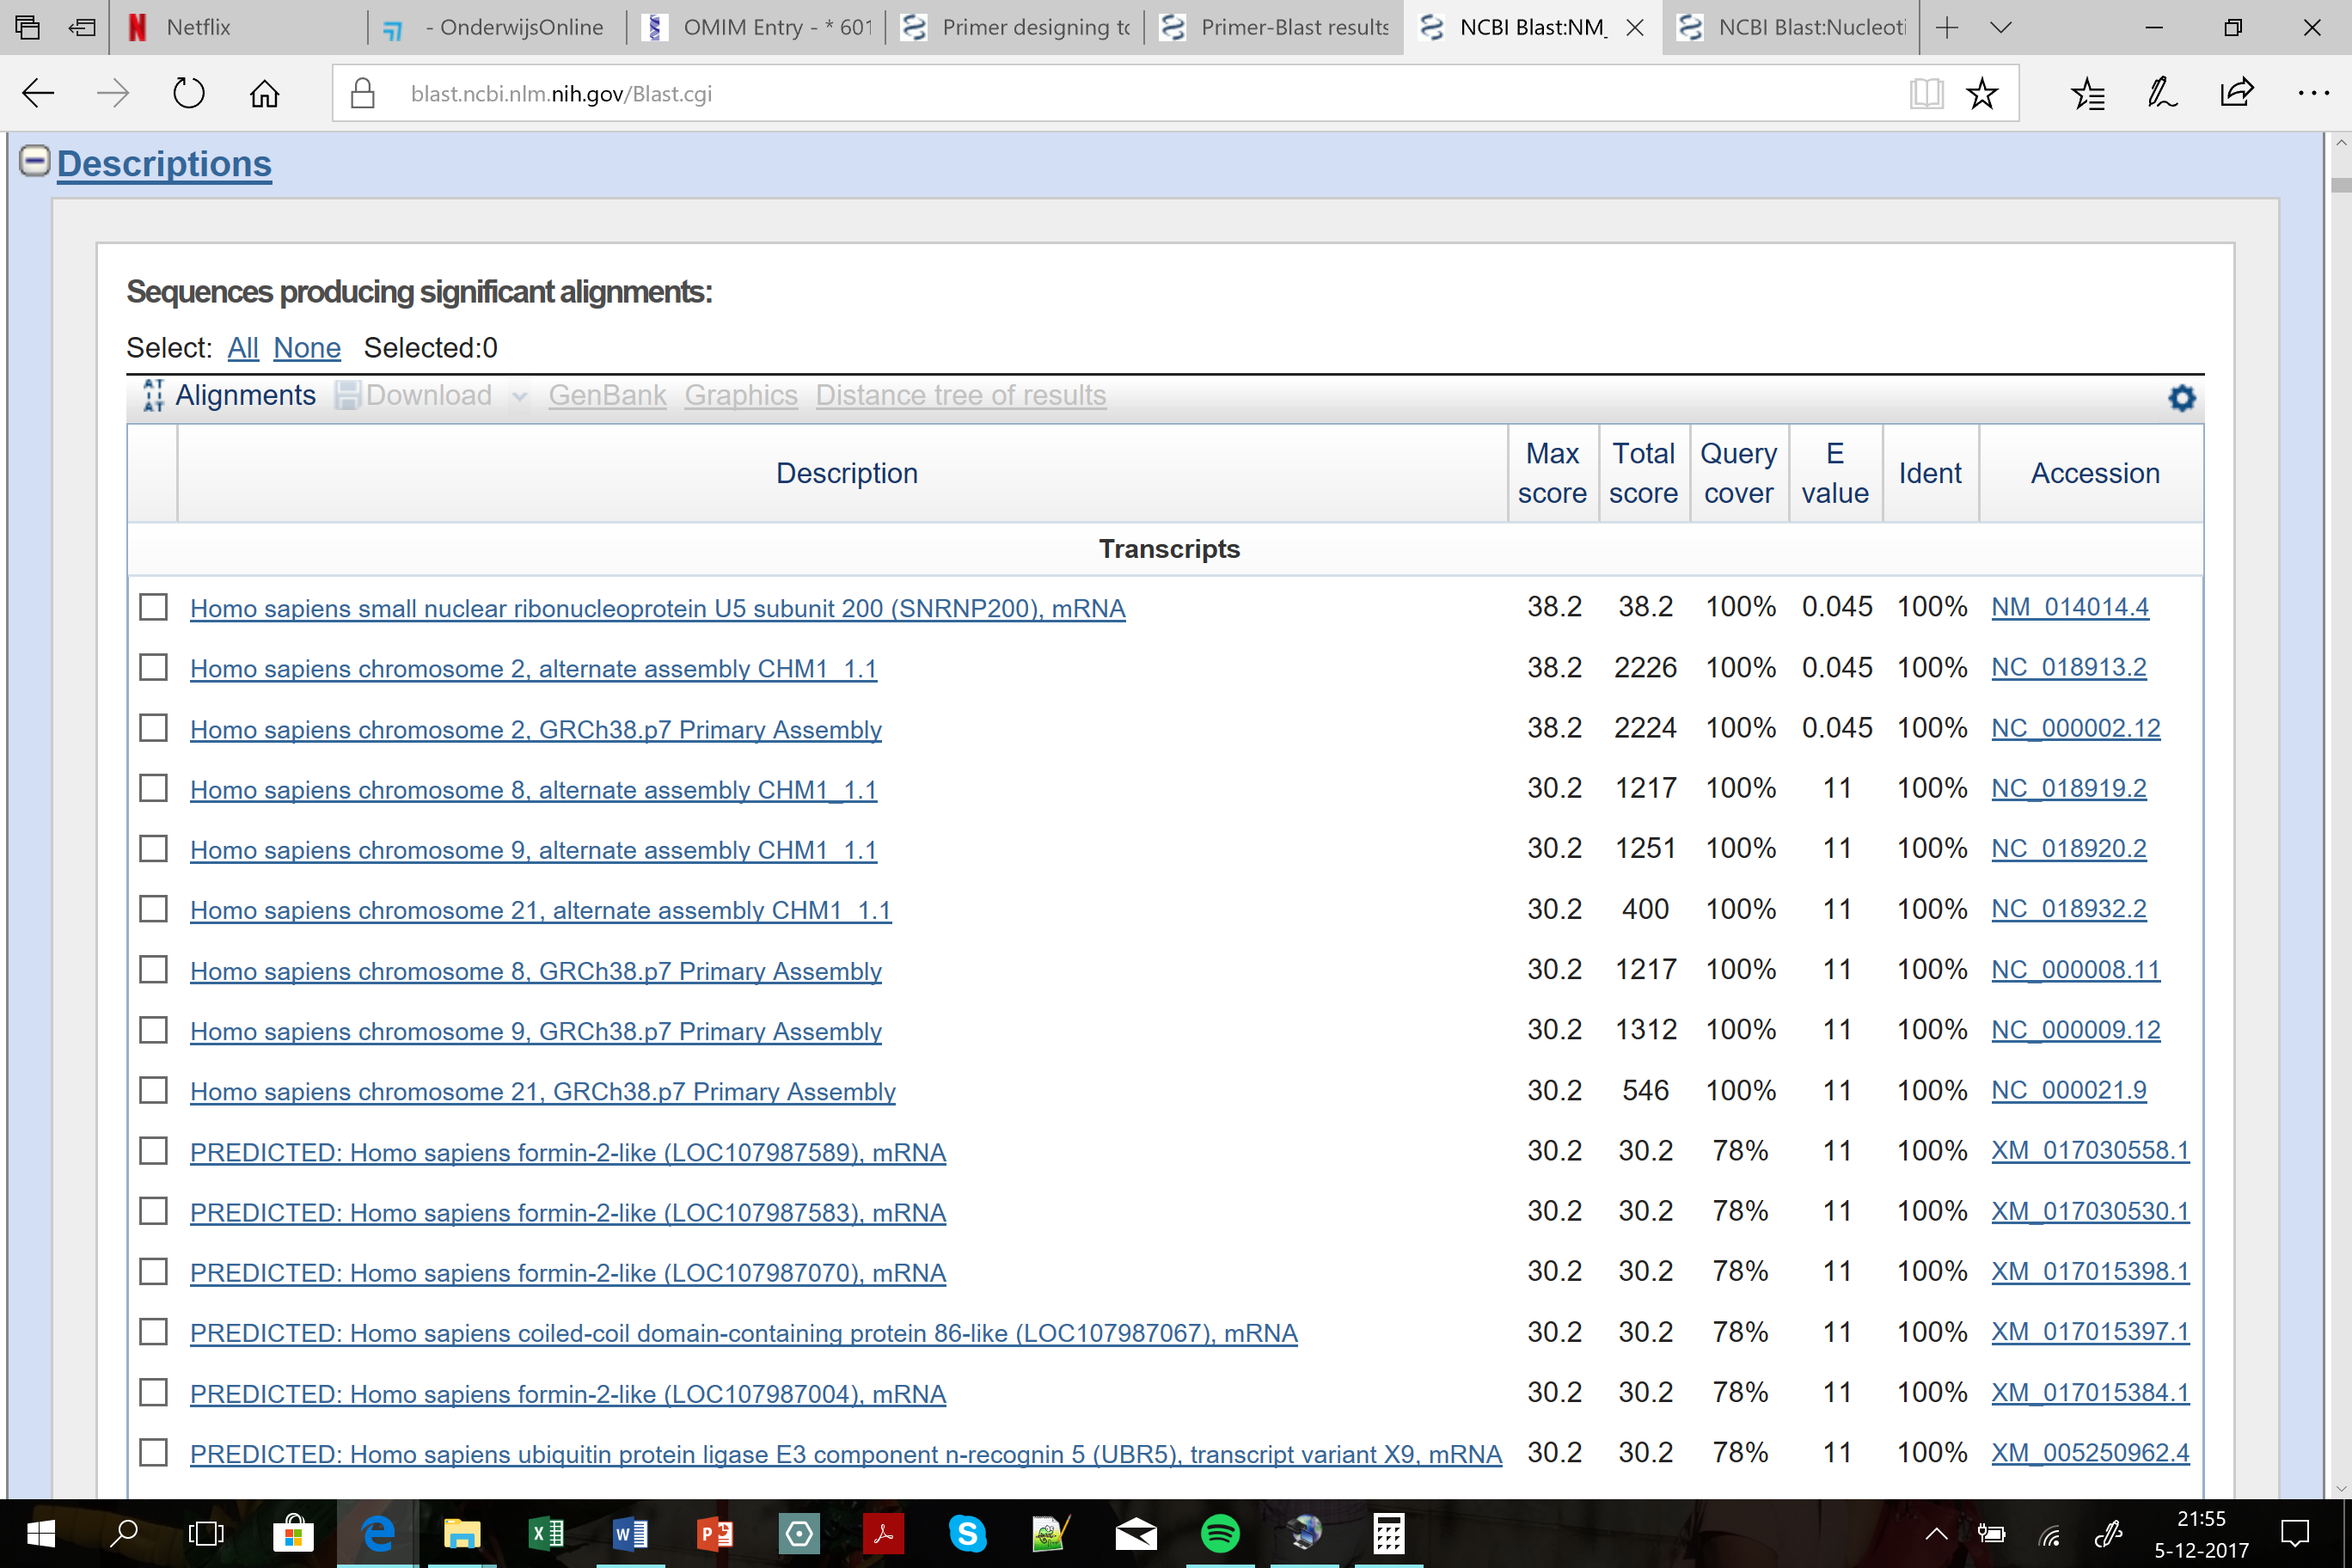 Netflix
- OnderwijsOnline
OMIM Entry - * 601
Primer designing to
Primer-Blast results
NCBI Blast:NM_
NCBI Blast:Nucleoti
blast.ncbi.nlm.nih.gov/Blast.cgi
Descriptions
Sequences producing significant alignments:
Select: All None Selected:0
AT AT Alignments Download GenBank Graphics Distance tree of results
Description Max score Total score Query cover E value Ident Accession
Transcripts
Homo sapiens small nuclear ribonucleoprotein U5 subunit 200 (SNRNP200), mRNA 38.2 38.2 100% 0.045 100% NM_014014.4
Homo sapiens chromosome 2, alternate assembly CHM1_1.1 38.2 2226 100% 0.045 100% NC_018913.2
Homo sapiens chromosome 2, GRCh38.p7 Primary Assembly 38.2 2224 100% 0.045 100% NC_000002.12
Homo sapiens chromosome 8, alternate assembly CHM1_1.1 30.2 1217 100% 11 100% NC_018919.2
Homo sapiens chromosome 9, alternate assembly CHM1_1.1 30.2 1251 100% 11 100% NC_018920.2
Homo sapiens chromosome 21, alternate assembly CHM1_1.1 30.2 400 100% 11 100% NC_018932.2
Homo sapiens chromosome 8, GRCh38.p7 Primary Assembly 30.2 1217 100% 11 100% NC_000008.11
Homo sapiens chromosome 9, GRCh38.p7 Primary Assembly 30.2 1312 100% 11 100% NC_000009.12
Homo sapiens chromosome 21, GRCh38.p7 Primary Assembly 30.2 546 100% 11 100% NC_000021.9
PREDICTED: Homo sapiens formin-2-like (LOC107987589), mRNA 30.2 30.2 78% 11 100% XM_017030558.1
PREDICTED: Homo sapiens formin-2-like (LOC107987583), mRNA 30.2 30.2 78% 11 100% XM_017030530.1
PREDICTED: Homo sapiens formin-2-like (LOC107987070), mRNA 30.2 30.2 78% 11 100% XM_017015398.1
PREDICTED: Homo sapiens coiled-coil domain-containing protein 86-like (LOC107987067), mRNA 30.2 30.2 78% 11 100% XM_017015397.1
PREDICTED: Homo sapiens formin-2-like (LOC107987004), mRNA 30.2 30.2 78% 11 100% XM_017015384.1
PREDICTED: Homo sapiens ubiquitin protein ligase E3 component n-recognin 5 (UBR5), transcript variant X9, mRNA 30.2 30.2 78% 11 100% XM_005250962.4
21:55
5-12-2017